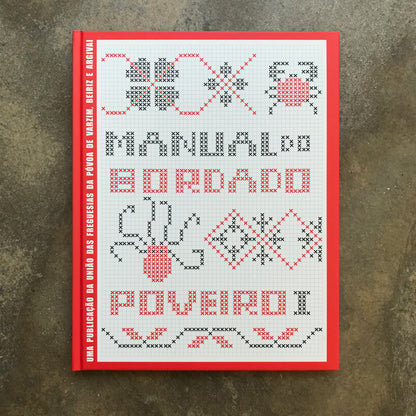 MANUAL DO
BORDADO
POVEIRO I
UMA PUBLICAÇÃO DA UNIÃO DAS FREGUESIAS DA PÓVOA DE VARZIM, BEIRIZ E ARGIVAI